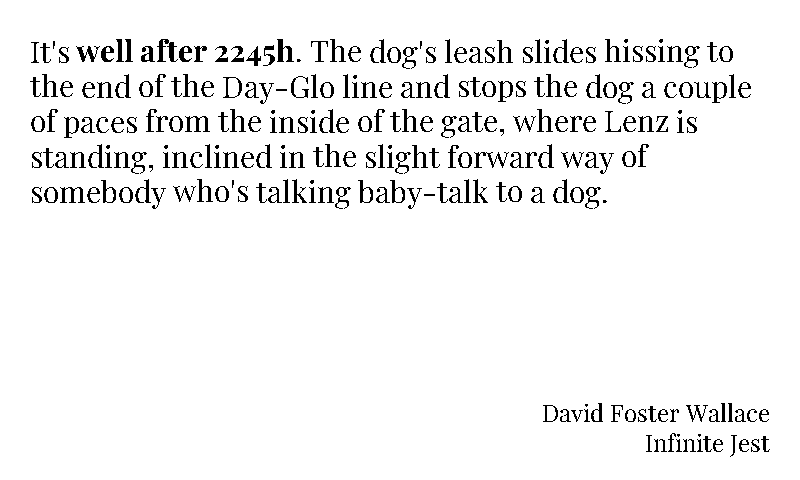 It's well after 2245h. The dog's leash slides hissing to
the end of the Day-Glo line and stops the dog a couple
of paces from the inside of the gate, where Lenz is
standing, inclined in the slight forward way of
somebody who's talking baby-talk to a dog.
David Foster Wallace
Infinite Jest